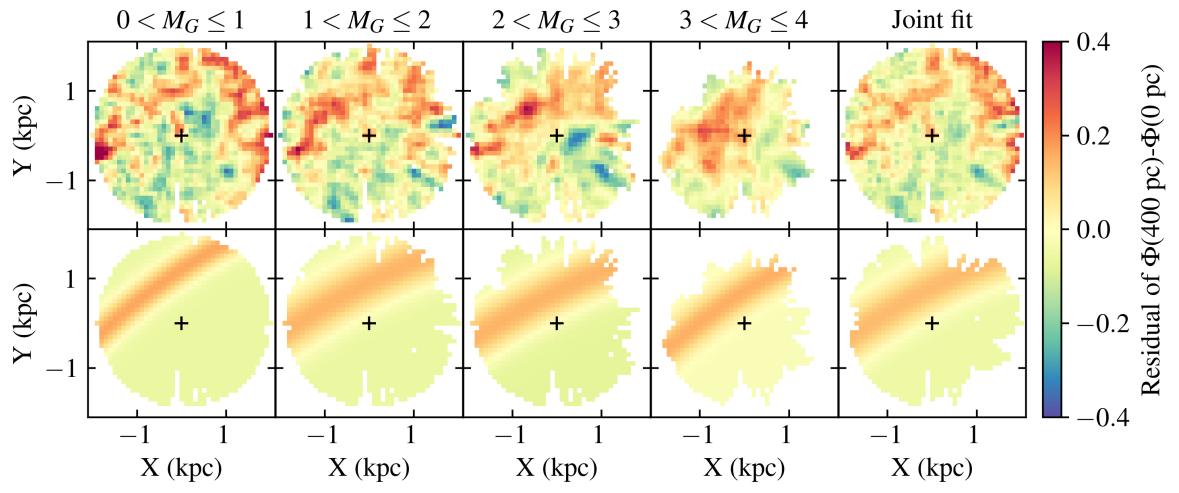 0 < M_G ≤ 1 1 < M_G ≤ 2 2 < M_G ≤ 3 3 < M_G ≤ 4 Joint fit
Y (kpc)
1
−1
Y (kpc)
1
−1
−1 1 −1 1 −1 1 −1 1 −1 1
X (kpc) X (kpc) X (kpc) X (kpc) X (kpc)
0.4
0.2
0.0
−0.2
−0.4
Residual of Φ(400 pc)-Φ(0 pc)